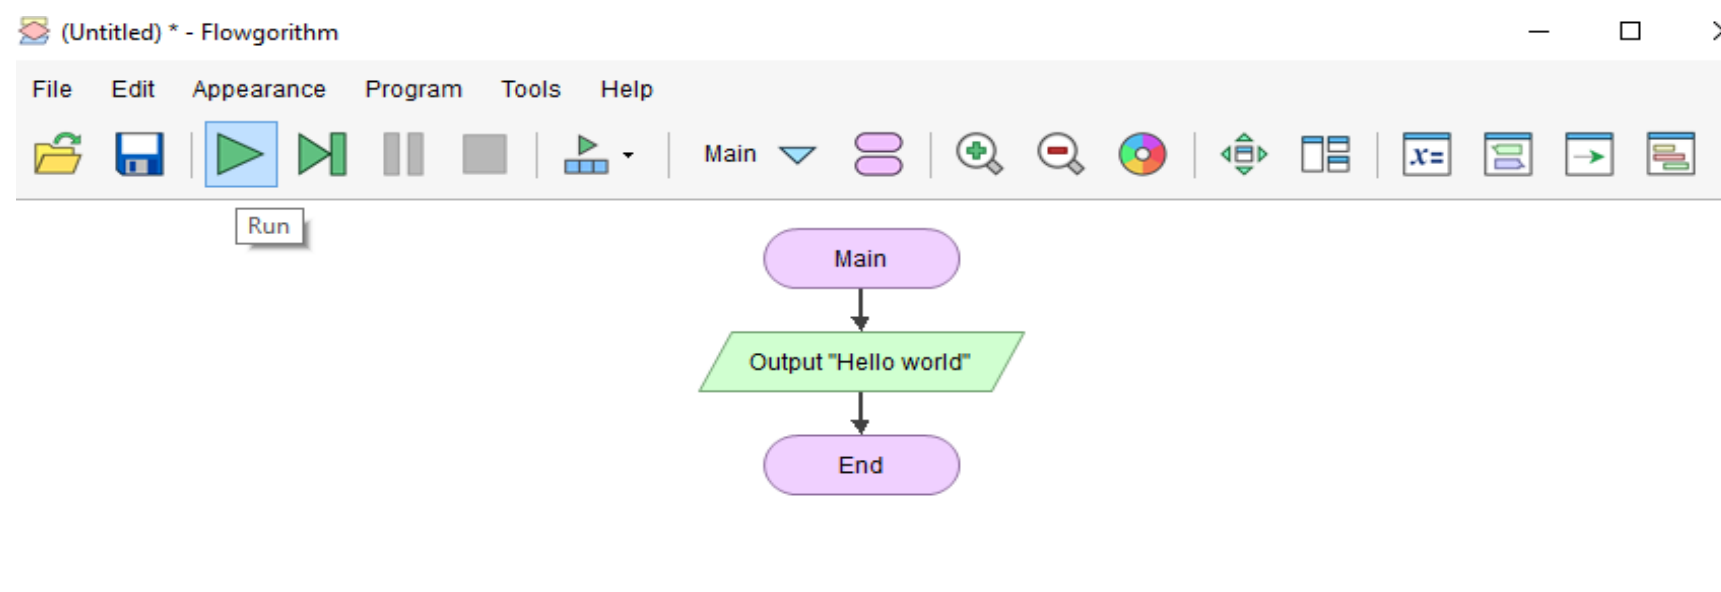 (Untitled) * - Flowgorithm
File Edit Appearance Program Tools Help
Main
x=
Run
Main
Output "Hello world"
End